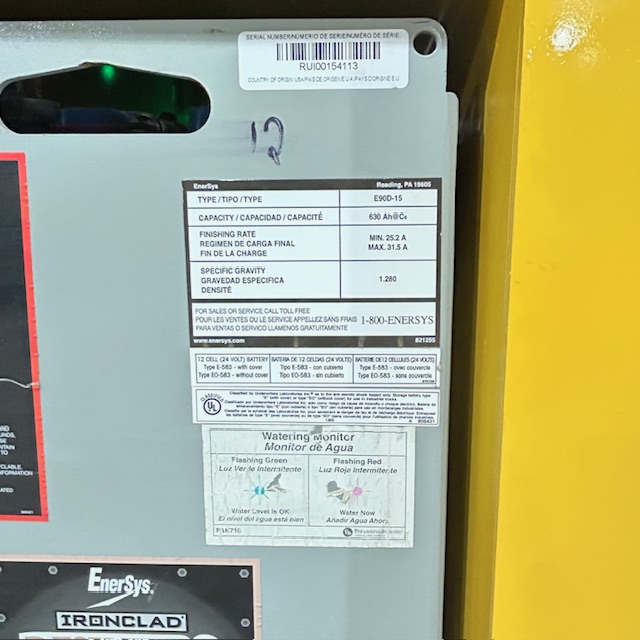 SERIAL NUMBER/NÚMERIO DE SERIE/NUMÉRO DE SÉRIE:
RUI00154113
COUNTRY OF ORIGIN: USA/PAIS DE ORIGEN:E.U.A./PAYS D'ORIGINE:E.U.
12
EnerSys Reading, PA 19605
TYPE/TIPO/TYPE E90D-15
CAPACITY/CAPACIDAD/CAPACITÉ 630 Ah@C6
FINISHING RATE
REGIMEN DE CARGA FINAL
FIN DE LA CHARGE
MIN. 25.2 A
MAX. 31.5 A
SPECIFIC GRAVITY
GRAVEDAD ESPECIFICA
DENSITÉ
1.280
FOR SALES OR SERVICE CALL TOLL FREE
POUR LES VENTES OU LE SERVICE APPELLEZ SANS FRAIS 1-800-ENERSYS
PARA VENTAS O SERVICIO LLAMENOS GRATUITAMENTE
www.enersys.com 821255
12 CELL (24 VOLT) BATTERY
Type E-583 - with cover
Type EO-583 - without cover
BATERIA DE 12 CELDAS (24 VOLTS)
Tipo E-583 - con cubierto
Tipo EO-583 - sin cubierto
BATTERIE DE 12 CELLULES (24 VOLTS)
Type E-583 - avec couvercle
Type EO-583 - sans couvercle
CLASSIFIED
UL
Watering Monitor
Monitor de Agua
Flashing Green
Luz Verde Intermitente
Water Level is OK
El nivel del agua está bien
Flashing Red
Luz Roja Intermitente
Water Now
Añadir Agua Ahora
PAK716
EnerSys
IRONCLAD